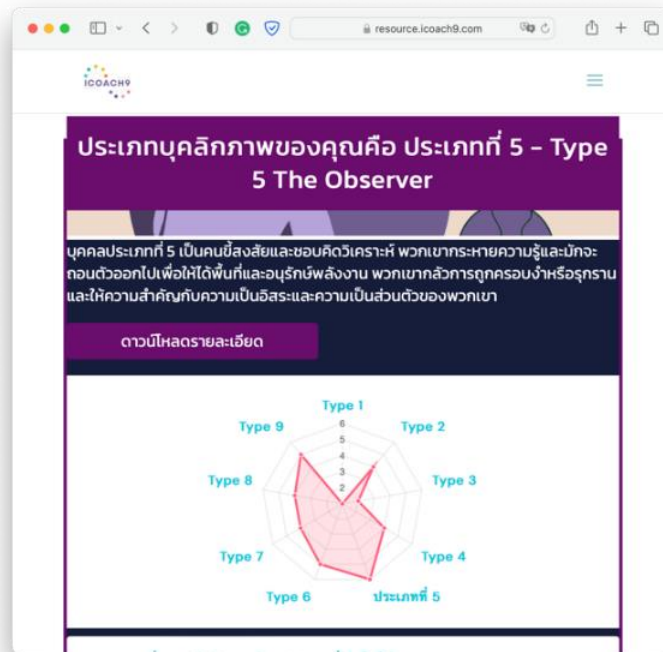 resource.icoach9.com
ICOACH9
ประเภทบุคลิกภาพของคุณคือ ประเภทที่ 5 – Type
5 The Observer
บุคคลประเภทที่ 5 เป็นคนขี้สงสัยและชอบคิดวิเคราะห์ พวกเขากระหายความรู้และมักจะ
ถอนตัวออกไปเพื่อให้ได้พื้นที่และอนุรักษ์พลังงาน พวกเขากลัวการถูกครอบงำหรือรุกราน
และให้ความสำคัญกับความเป็นอิสระและความเป็นส่วนตัวของพวกเขา
ดาวน์โหลดรายละเอียด
Type 1
Type 9
6
Type 2
5
4
3
Type 8
Type 3
2
Type 7
Type 4
Type 6
ประเภทที่ 5